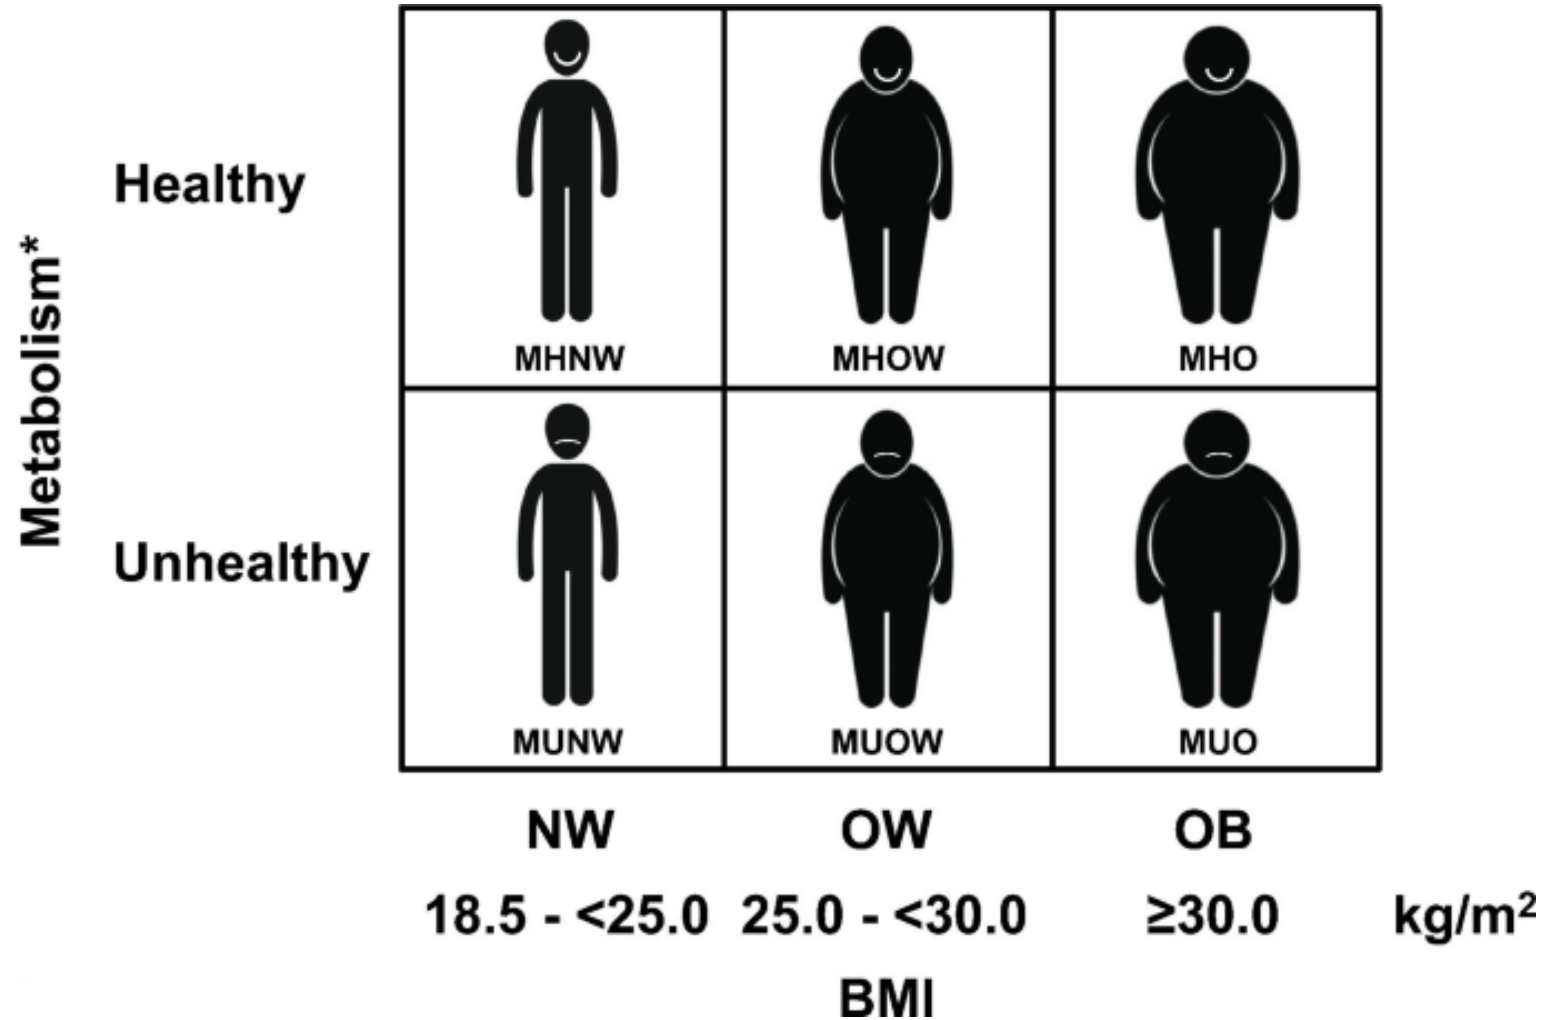 Metabolism*
Healthy
MHNW MHOW MHO
Unhealthy
MUNW MUOW MUO
NW OW OB
18.5 - <25.0 25.0 - <30.0 ≥30.0 kg/m²
BMI